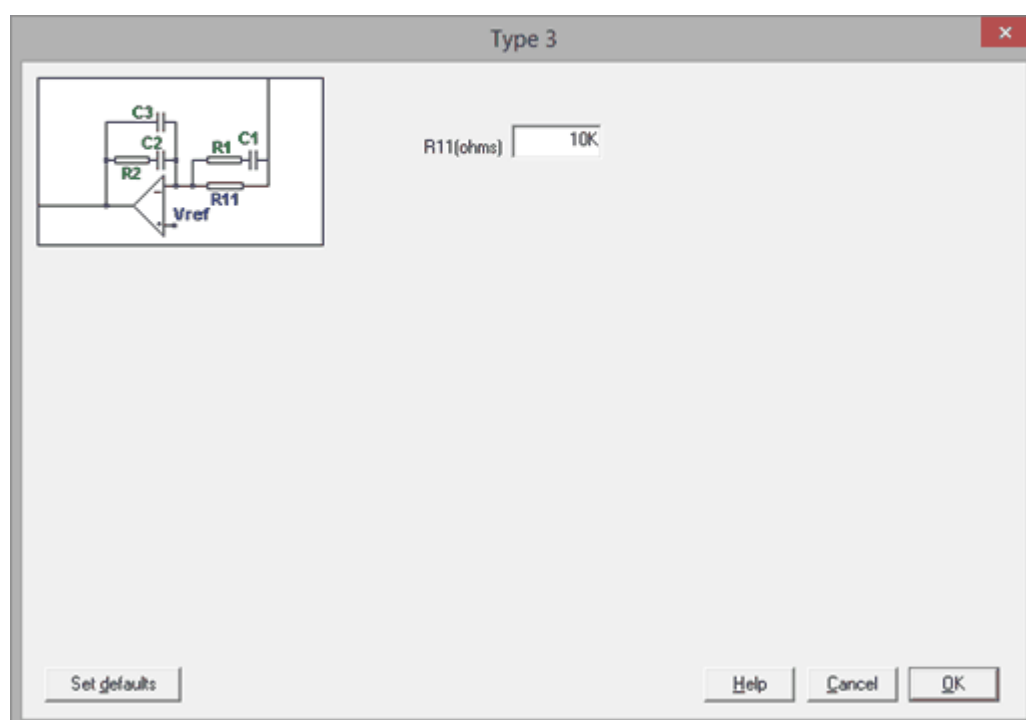 Type 3
C3
C2
R1 C1
R2
R11
Vref
R11(ohms) 10K
Set defaults
Help
Cancel
OK